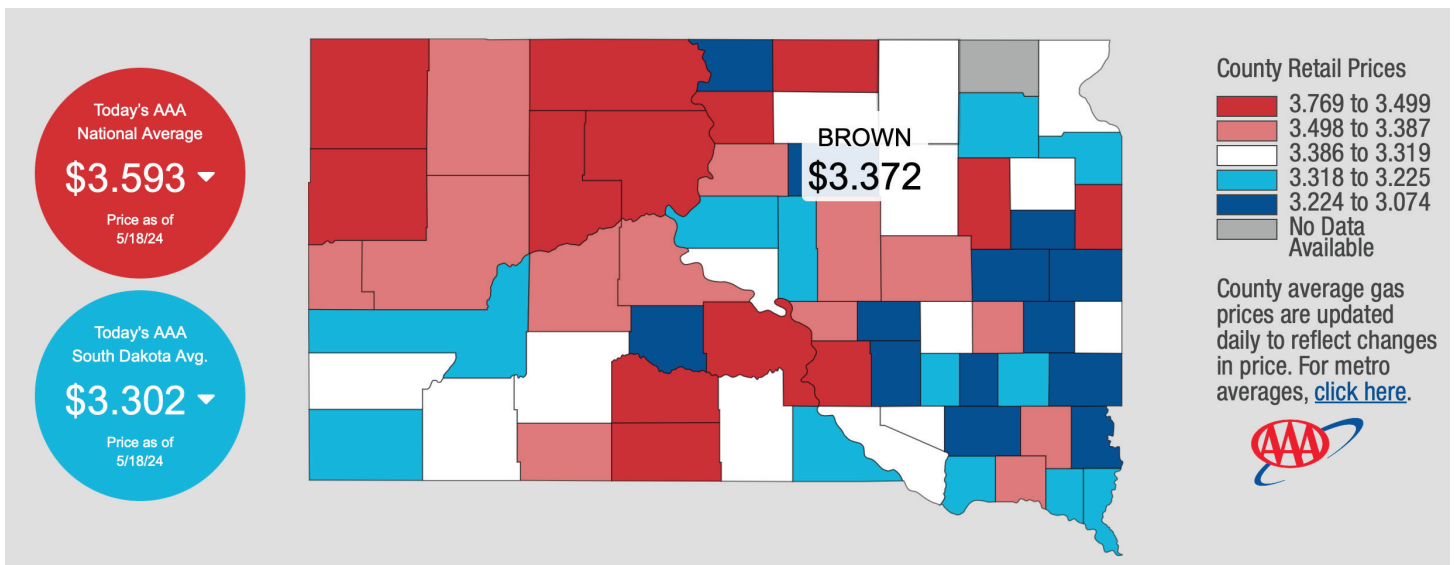 Today's AAA
National Average
$3.593
Price as of
5/18/24
Today's AAA
South Dakota Avg.
$3.302
Price as of
5/18/24
BROWN
$3.372
County Retail Prices
3.769 to 3.499
3.498 to 3.387
3.386 to 3.319
3.318 to 3.225
3.224 to 3.074
No Data
Available
County average gas
prices are updated
daily to reflect changes
in price. For metro
averages, click here.
AAA